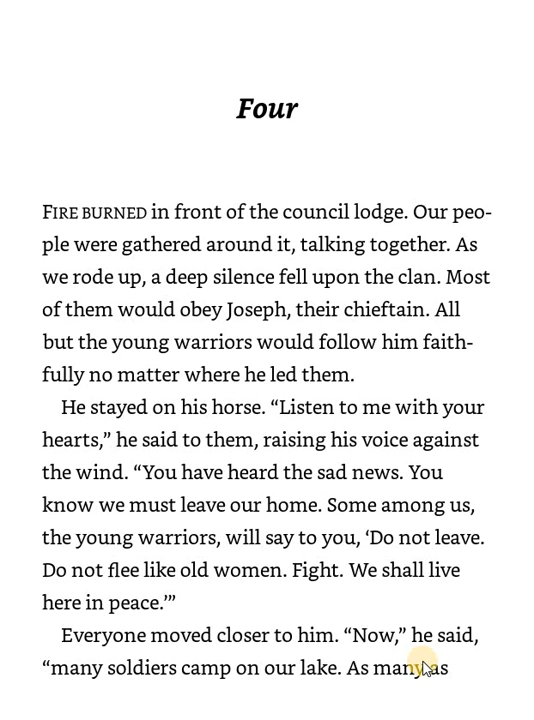 Four
FIRE BURNED in front of the council lodge. Our peo-
ple were gathered around it, talking together. As
we rode up, a deep silence fell upon the clan. Most
of them would obey Joseph, their chieftain. All
but the young warriors would follow him faith-
fully no matter where he led them.
He stayed on his horse. “Listen to me with your
hearts,” he said to them, raising his voice against
the wind. “You have heard the sad news. You
know we must leave our home. Some among us,
the young warriors, will say to you, ‘Do not leave.
Do not flee like old women. Fight. We shall live
here in peace.’”
Everyone moved closer to him. “Now,” he said,
“many soldiers camp on our lake. As many as